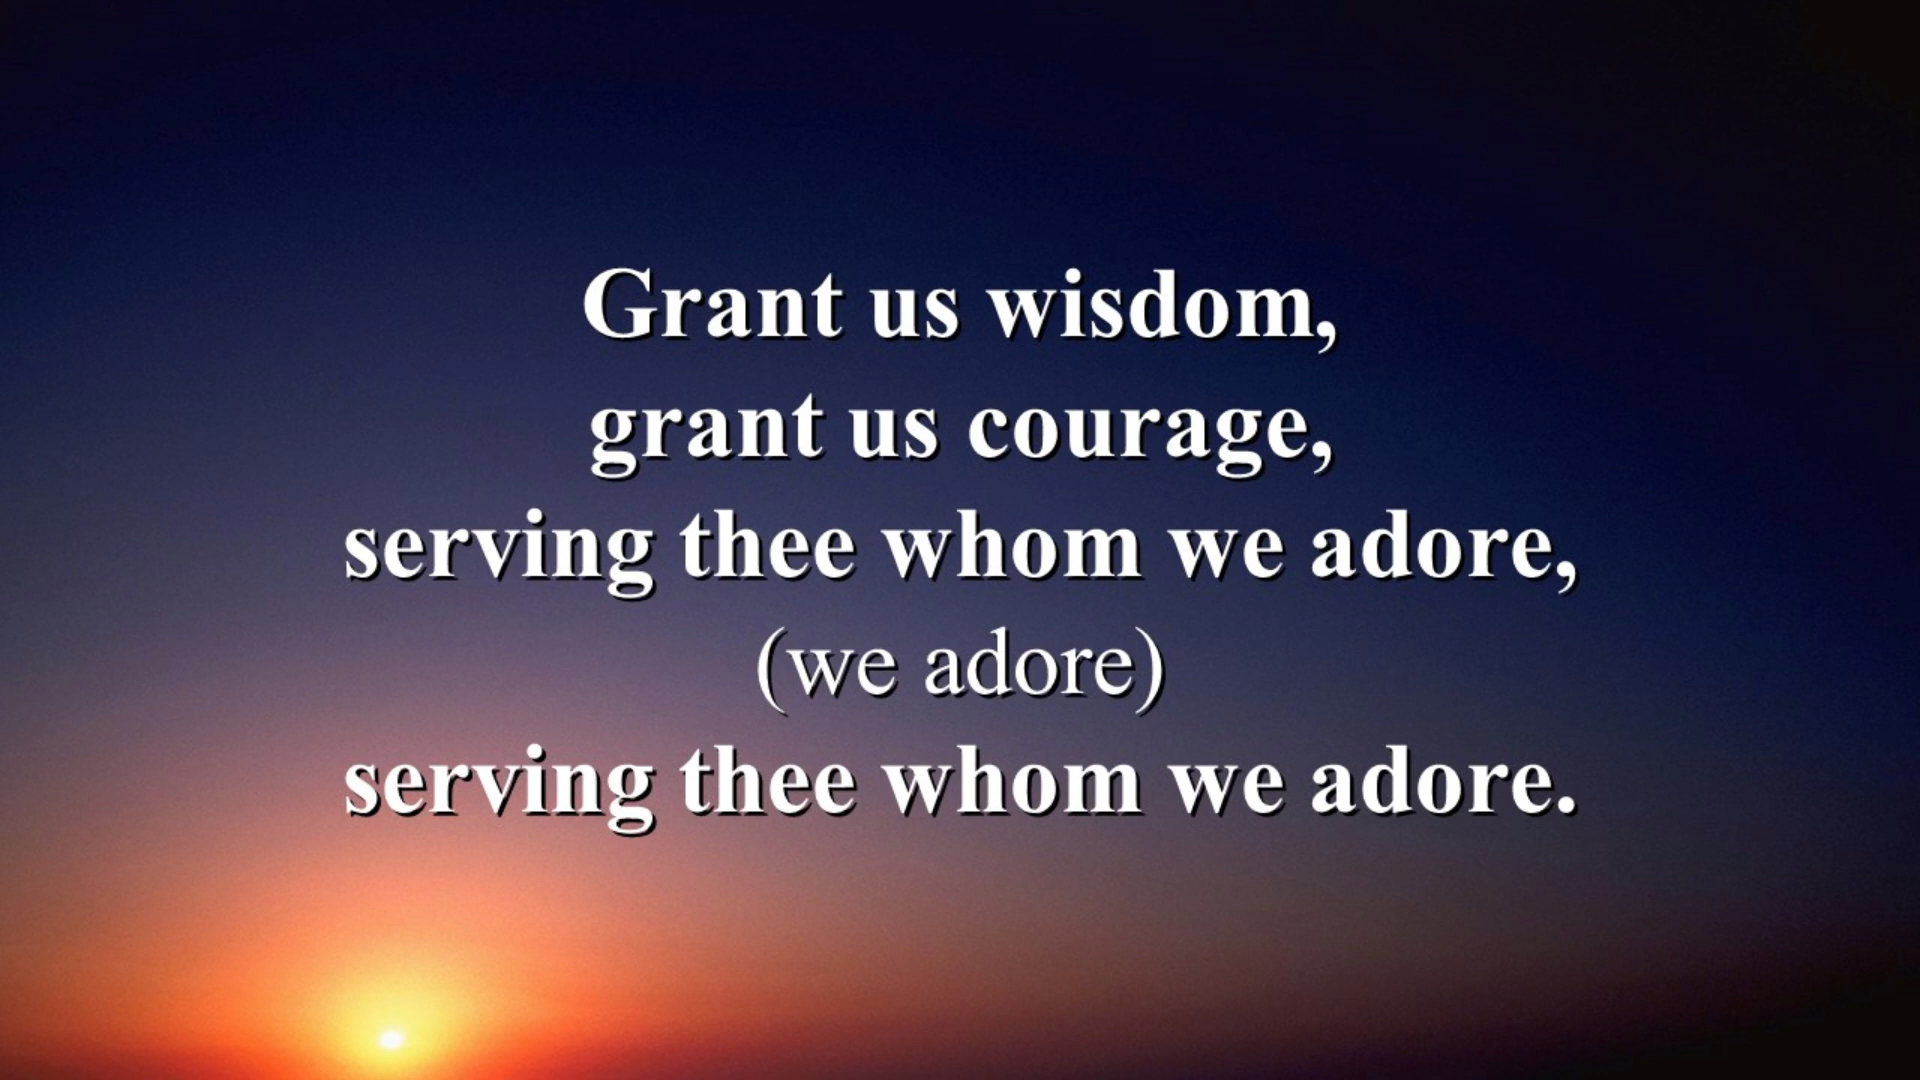 Grant us wisdom,
grant us courage,
serving thee whom we adore,
(we adore)
serving thee whom we adore.